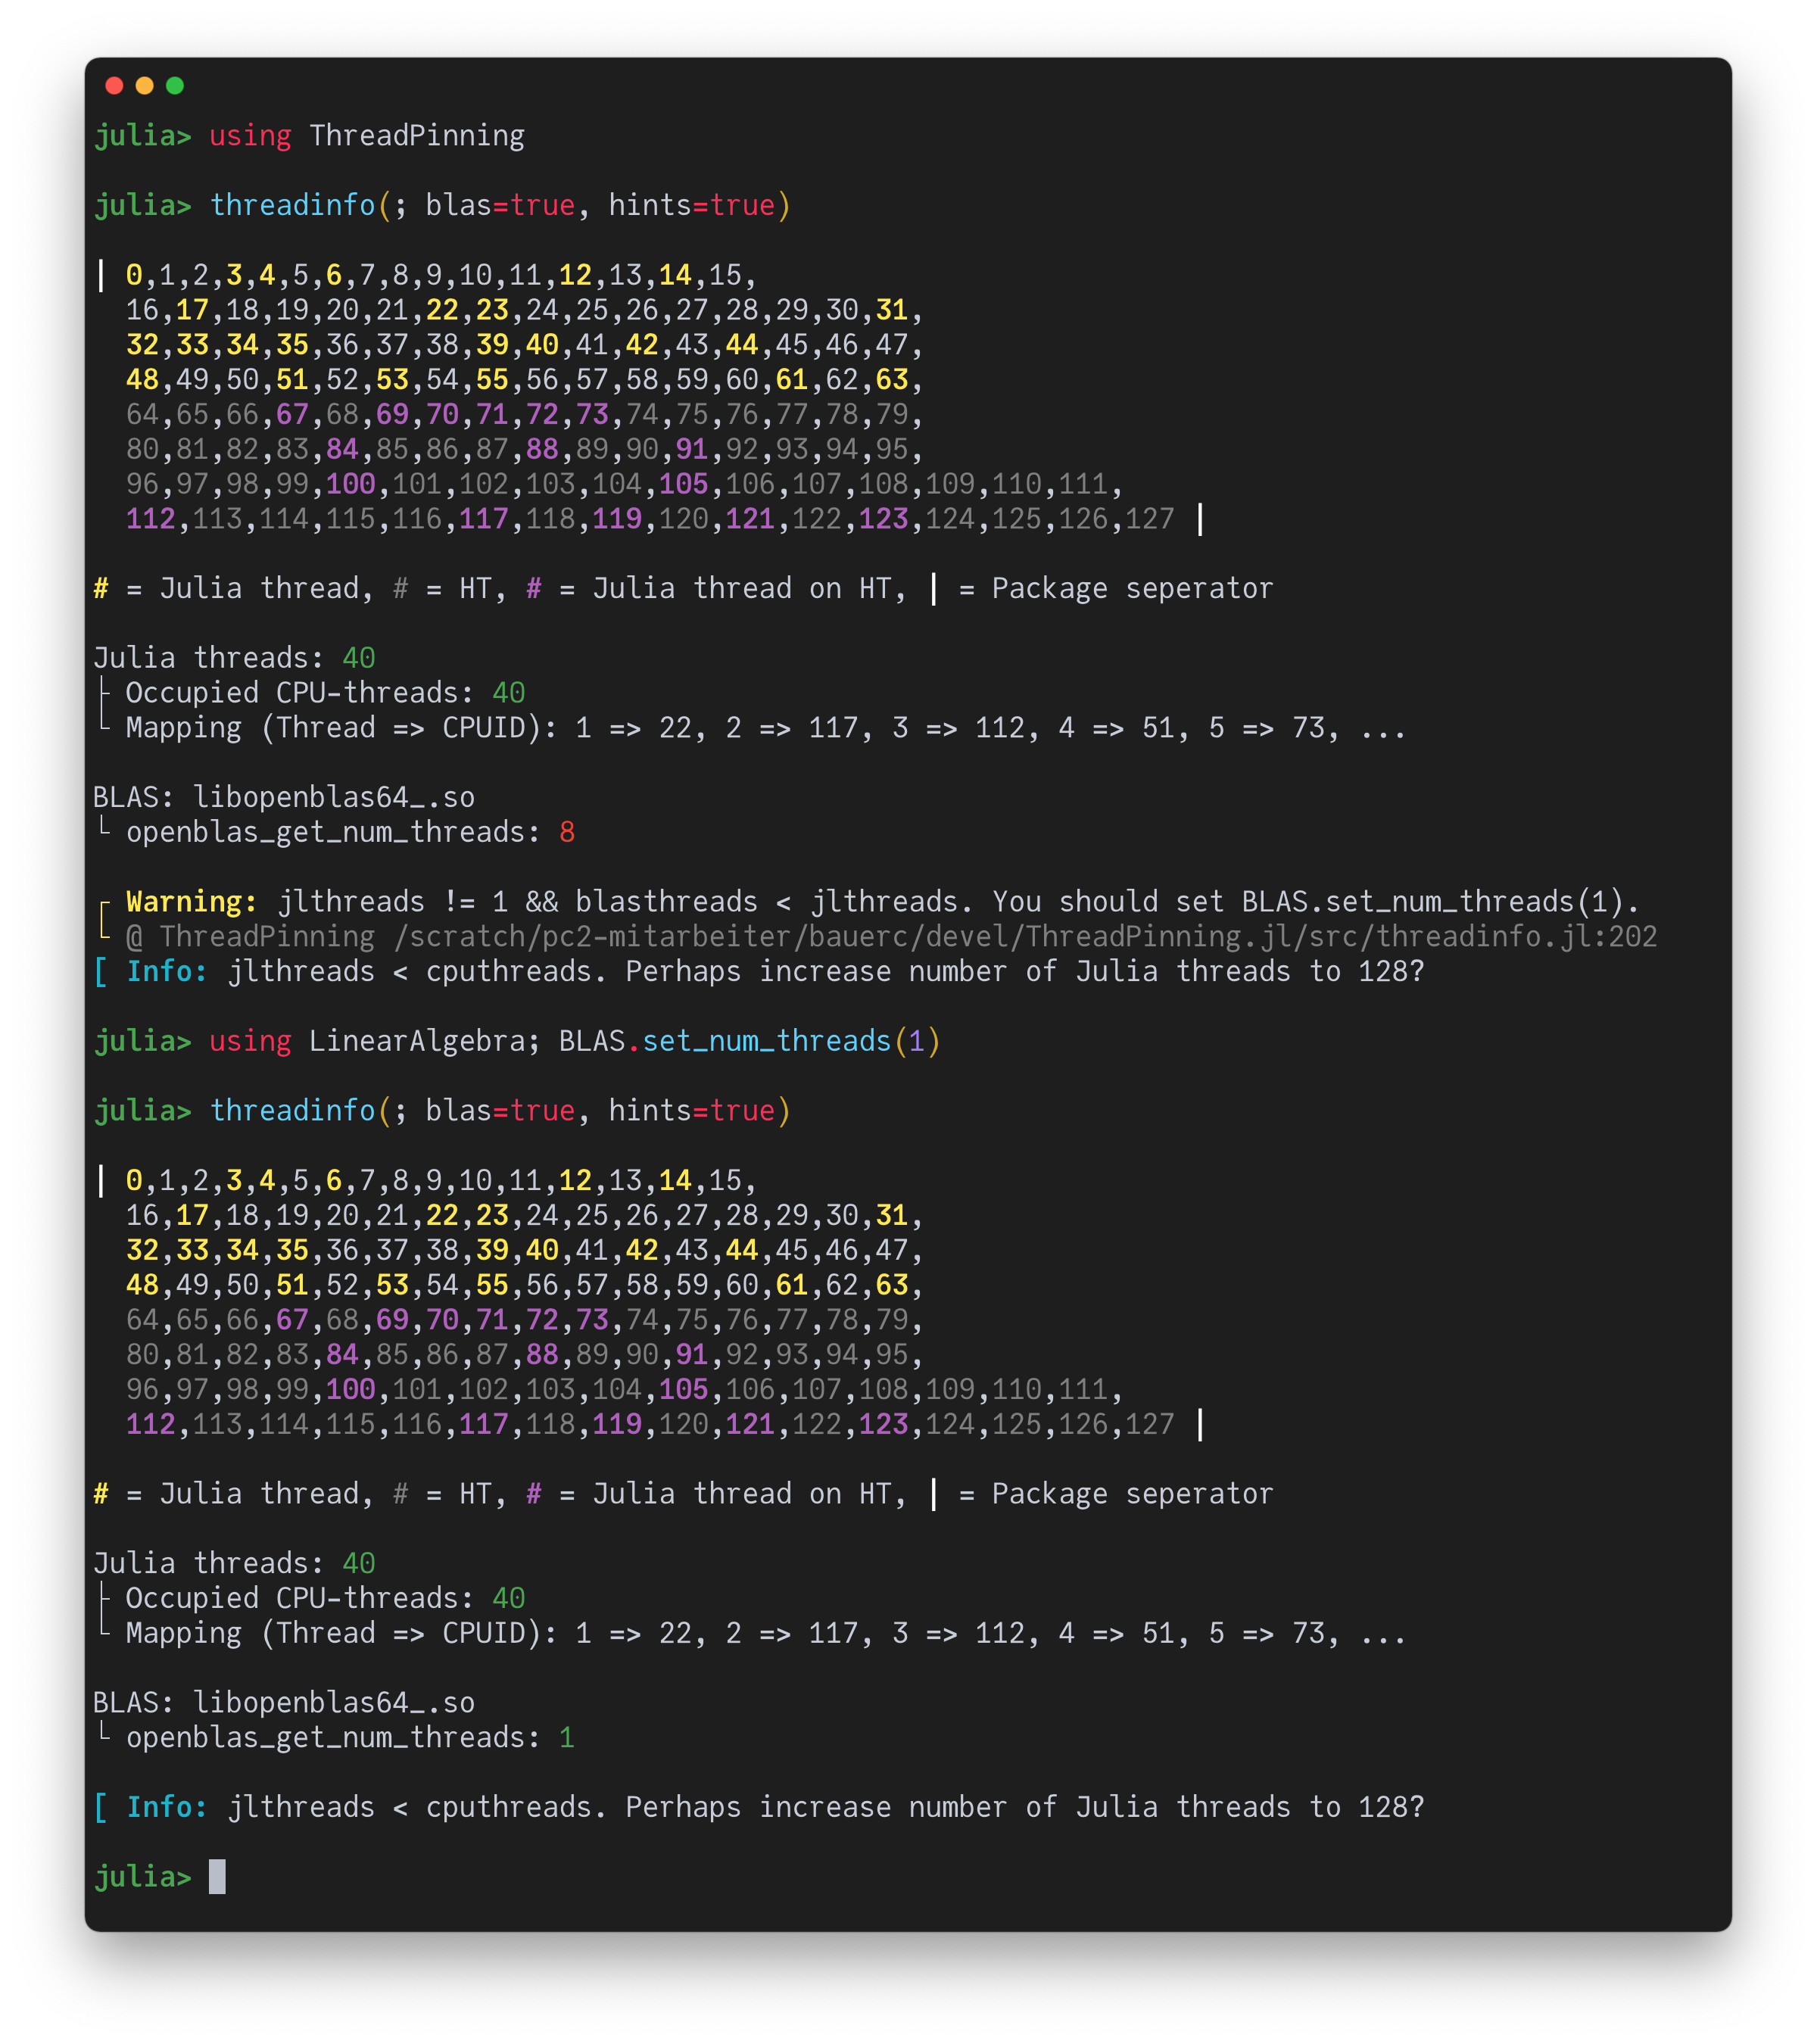 julia> using ThreadPinning
julia> threadinfo(; blas=true, hints=true)
| 0,1,2,3,4,5,6,7,8,9,10,11,12,13,14,15,
16,17,18,19,20,21,22,23,24,25,26,27,28,29,30,31,
32,33,34,35,36,37,38,39,40,41,42,43,44,45,46,47,
48,49,50,51,52,53,54,55,56,57,58,59,60,61,62,63,
64,65,66,67,68,69,70,71,72,73,74,75,76,77,78,79,
80,81,82,83,84,85,86,87,88,89,90,91,92,93,94,95,
96,97,98,99,100,101,102,103,104,105,106,107,108,109,110,111,
112,113,114,115,116,117,118,119,120,121,122,123,124,125,126,127 |
# = Julia thread, # = HT, # = Julia thread on HT, | = Package seperator
Julia threads: 40
├ Occupied CPU-threads: 40
└ Mapping (Thread => CPUID): 1 => 22, 2 => 117, 3 => 112, 4 => 51, 5 => 73, ...
BLAS: libopenblas64_.so
└ openblas_get_num_threads: 8
┌ Warning: jlthreads != 1 && blasthreads < jlthreads. You should set BLAS.set_num_threads(1).
└ @ ThreadPinning /scratch/pc2-mitarbeiter/bauerc/devel/ThreadPinning.jl/src/threadinfo.jl:202
[ Info: jlthreads < cputhreads. Perhaps increase number of Julia threads to 128?
julia> using LinearAlgebra; BLAS.set_num_threads(1)
julia> threadinfo(; blas=true, hints=true)
| 0,1,2,3,4,5,6,7,8,9,10,11,12,13,14,15,
16,17,18,19,20,21,22,23,24,25,26,27,28,29,30,31,
32,33,34,35,36,37,38,39,40,41,42,43,44,45,46,47,
48,49,50,51,52,53,54,55,56,57,58,59,60,61,62,63,
64,65,66,67,68,69,70,71,72,73,74,75,76,77,78,79,
80,81,82,83,84,85,86,87,88,89,90,91,92,93,94,95,
96,97,98,99,100,101,102,103,104,105,106,107,108,109,110,111,
112,113,114,115,116,117,118,119,120,121,122,123,124,125,126,127 |
# = Julia thread, # = HT, # = Julia thread on HT, | = Package seperator
Julia threads: 40
├ Occupied CPU-threads: 40
└ Mapping (Thread => CPUID): 1 => 22, 2 => 117, 3 => 112, 4 => 51, 5 => 73, ...
BLAS: libopenblas64_.so
└ openblas_get_num_threads: 1
[ Info: jlthreads < cputhreads. Perhaps increase number of Julia threads to 128?
julia>